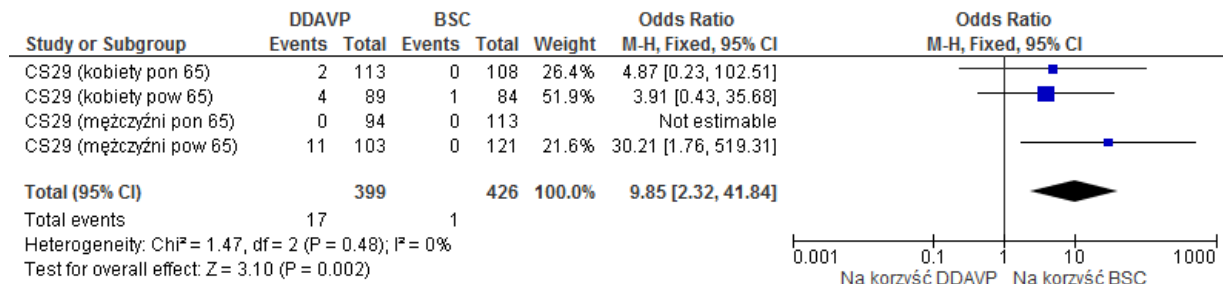 DDAVP BSC Odds Ratio Odds Ratio
Study or Subgroup Events Total Events Total Weight M-H, Fixed, 95% CI M-H, Fixed, 95% CI
CS29 (kobiety pon 65) 2 113 0 108 26.4% 4.87 [0.23, 102.51]
CS29 (kobiety pow 65) 4 89 1 84 51.9% 3.91 [0.43, 35.68]
CS29 (mężczyźni pon 65) 0 94 0 113 Not estimable
CS29 (mężczyźni pow 65) 11 103 0 121 21.6% 30.21 [1.76, 519.31]
Total (95% CI) 399 426 100.0% 9.85 [2.32, 41.84]
Total events 17 1
Heterogeneity: Chi² = 1.47, df = 2 (P = 0.48); I² = 0%
Test for overall effect: Z = 3.10 (P = 0.002)
0.001 0.1 1 10 1000
Na korzyść DDAVP Na korzyść BSC